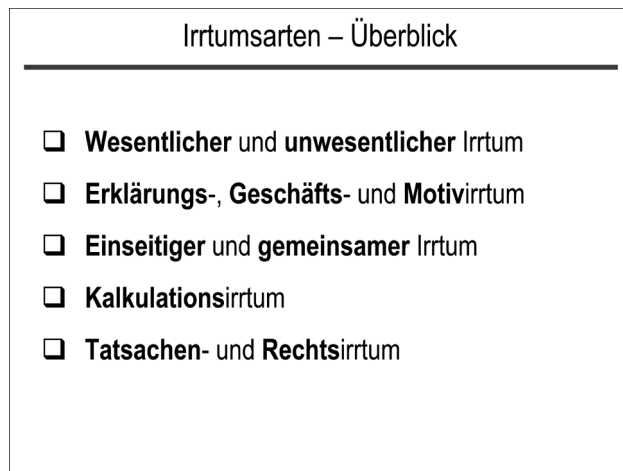 Irrtumsarten – Überblick
❑ Wesentlicher und unwesentlicher Irrtum
❑ Erklärungs-, Geschäfts- und Motivirrtum
❑ Einseitiger und gemeinsamer Irrtum
❑ Kalkulationsirrtum
❑ Tatsachen- und Rechtsirrtum